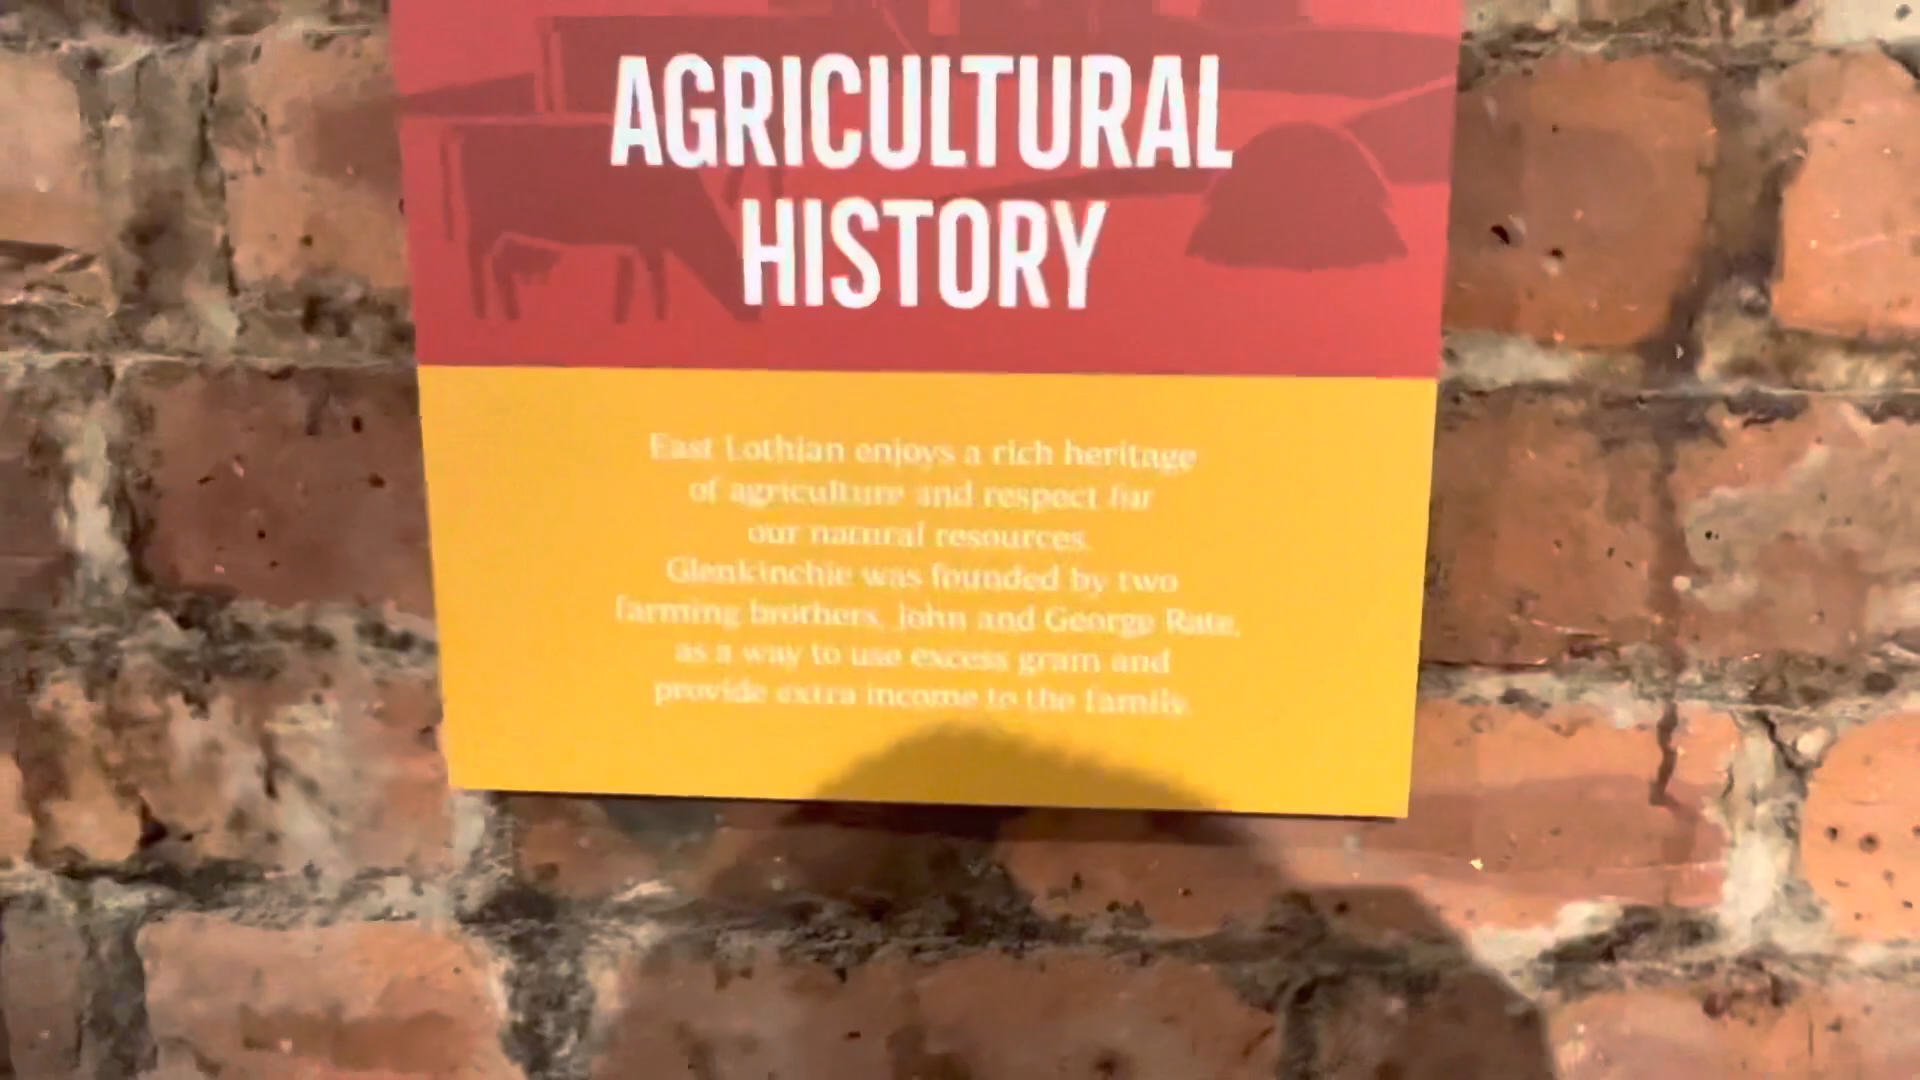 AGRICULTURAL
HISTORY
East Lothian enjoys a rich heritage
of agriculture and respect for
our natural resources.
Glenkinchie was founded by two
farming brothers, John and George Rate,
as a way to use excess grain and
provide extra income to the family.